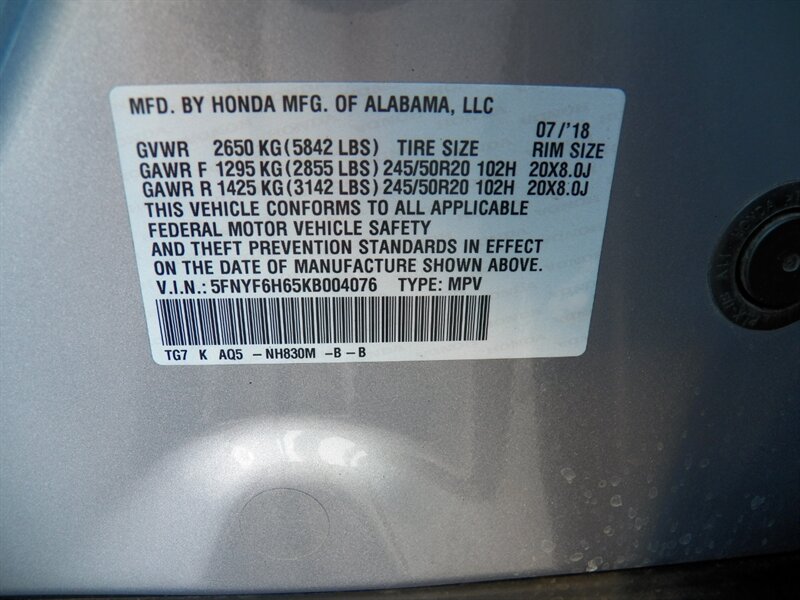 MFD. BY HONDA MFG. OF ALABAMA, LLC
07/'18
GVWR 2650 KG(5842 LBS) TIRE SIZE RIM SIZE
GAWR F 1295 KG(2855 LBS)245/50R20 102H 20X8.0J
GAWR R 1425 KG(3142 LBS)245/50R20 102H 20X8.0J
THIS VEHICLE CONFORMS TO ALL APPLICABLE
FEDERAL MOTOR VEHICLE SAFETY
AND THEFT PREVENTION STANDARDS IN EFFECT
ON THE DATE OF MANUFACTURE SHOWN ABOVE.
V.I.N.: 5FNYF6H65KB004076 TYPE: MPV
TG7 K AQ5 -NH830M -B -B